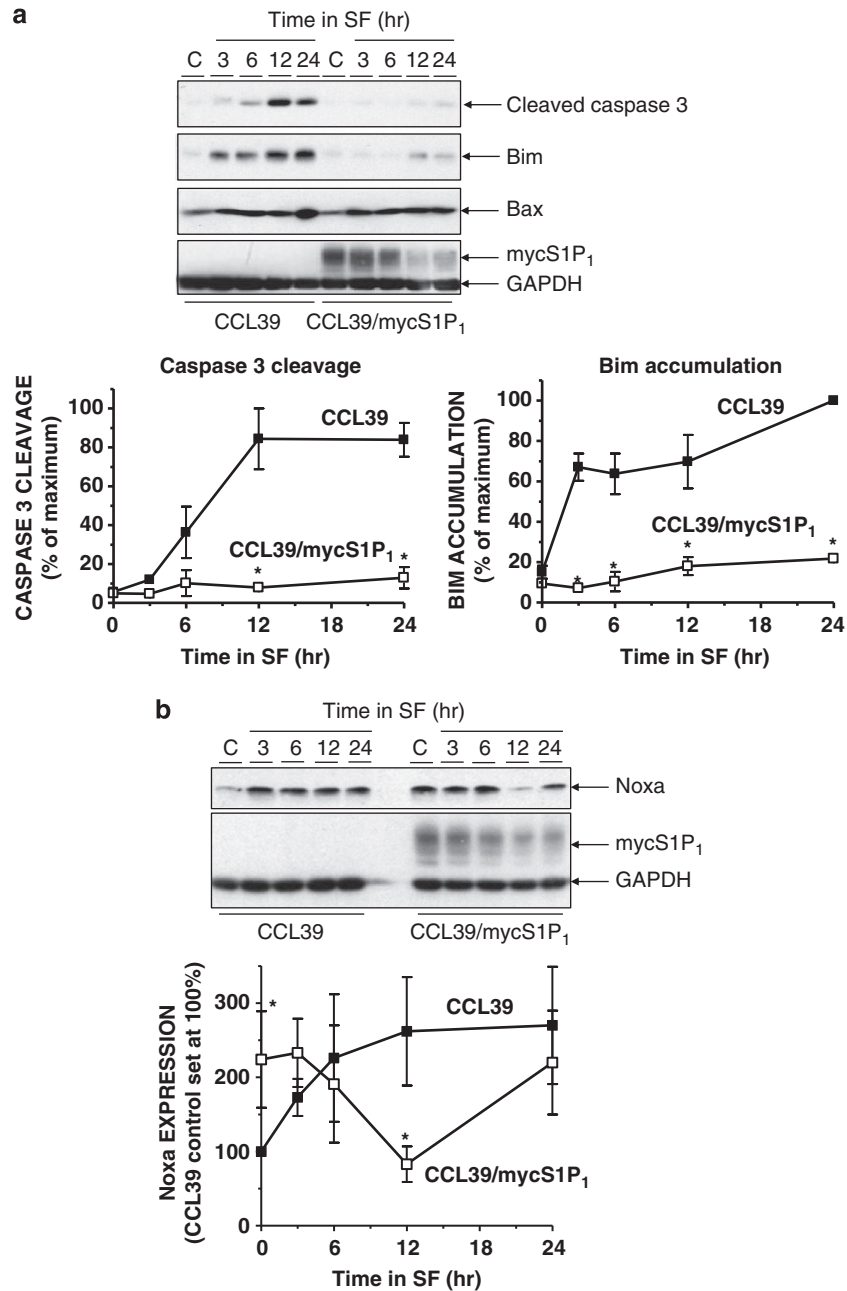 a
Time in SF (hr)
C 3 6 12 24 C 3 6 12 24
Cleaved caspase 3
Bim
Bax
mycS1P1
GAPDH
CCL39 CCL39/mycS1P1
Caspase 3 cleavage
CASPASE 3 CLEAVAGE
(% of maximum)
100
80
60
40
20
0
CCL39
CCL39/mycS1P1
* *
0 6 12 18 24
Time in SF (hr)
Bim accumulation
BIM ACCUMULATION
(% of maximum)
100
80
60
40
20
0
CCL39
CCL39/mycS1P1
* * * *
0 6 12 18 24
Time in SF (hr)
b
Time in SF (hr)
C 3 6 12 24 C 3 6 12 24
Noxa
mycS1P1
GAPDH
CCL39 CCL39/mycS1P1
Noxa EXPRESSION
(CCL39 control set at 100%)
300
200
100
0
*
CCL39
*
CCL39/mycS1P1
0 6 12 18 24
Time in SF (hr)